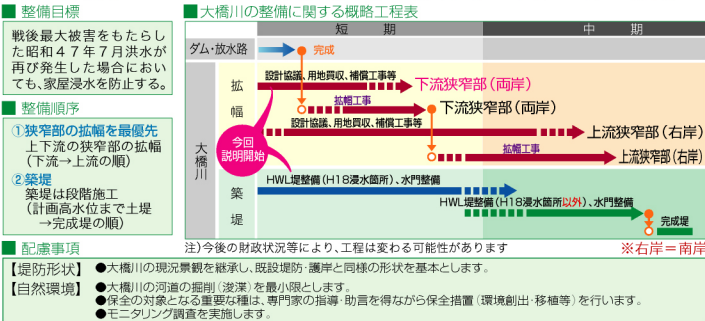 ■ 整備目標
戦後最大被害をもたらし
た昭和４７年７月洪水が
再び発生した場合におい
ても、家屋浸水を防止する。
■ 整備順序
①狭窄部の拡幅を最優先
上下流の狭窄部の拡幅
（下流→上流の順）
②築堤
築堤は段階施工
（計画高水位まで土堤
→完成堤の順）
■大橋川の整備に関する概略工程表
短期
中期
ダム・放水路
完成
大橋川
拡幅
設計協議、用地買収、補償工事等
下流狭窄部（両岸）
拡幅工事
下流狭窄部（両岸）
設計協議、用地買収、補償工事等
上流狭窄部（右岸）
今回
説明開始
拡幅工事
上流狭窄部（右岸）
築堤
HWL堤整備（H18浸水箇所）、水門整備
HWL堤整備（H18浸水箇所以外）、水門整備
完成堤
注）今後の財政状況等により、工程は変わる可能性があります
※右岸＝南岸
■ 配慮事項
【堤防形状】 ●大橋川の現況景観を継承し、既設堤防・護岸と同様の形状を基本とします。
【自然環境】 ●大橋川の河道の掘削（浚渫）を最小限とします。
●保全の対象となる重要な種は、専門家の指導・助言を得ながら保全措置（環境創出・移植等）を行います。
●モニタリング調査を実施します。